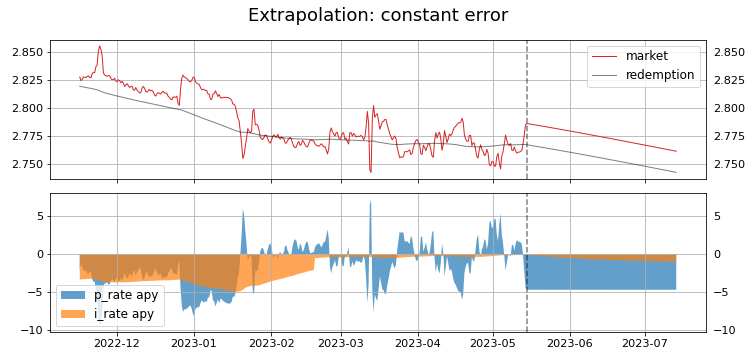 Extrapolation: constant error
2.850 2.850
2.825 2.825
2.800 2.800
2.775 2.775
2.750 2.750
market
redemption
5 5
0 0
−5 −5
−10 −10
p_rate apy
i_rate apy
2022-12 2023-01 2023-02 2023-03 2023-04 2023-05 2023-06 2023-07